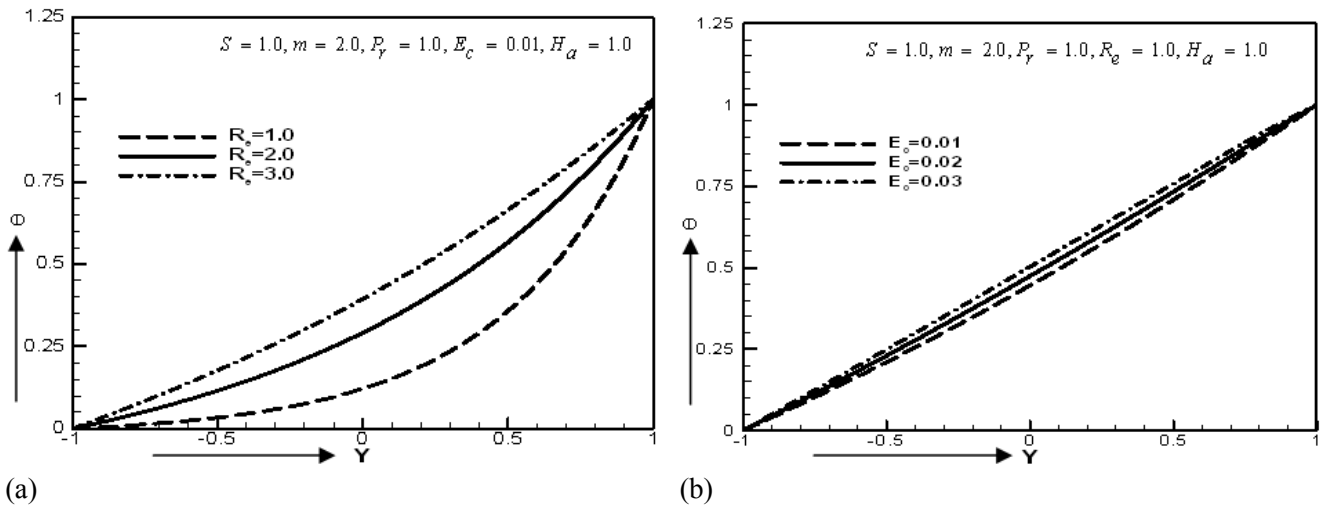 1.25
1
0.75
0.5
0.25
0
S = 1.0, m = 2.0, P_r = 1.0, E_c = 0.01, H_a = 1.0
R_e=1.0
R_e=2.0
R_e=3.0
Θ
-1 -0.5 0 0.5 1
Y
(a)
1.25
1
0.75
0.5
0.25
0
S = 1.0, m = 2.0, P_r = 1.0, R_e = 1.0, H_a = 1.0
E_c=0.01
E_c=0.02
E_c=0.03
Θ
-1 -0.5 0 0.5 1
Y
(b)